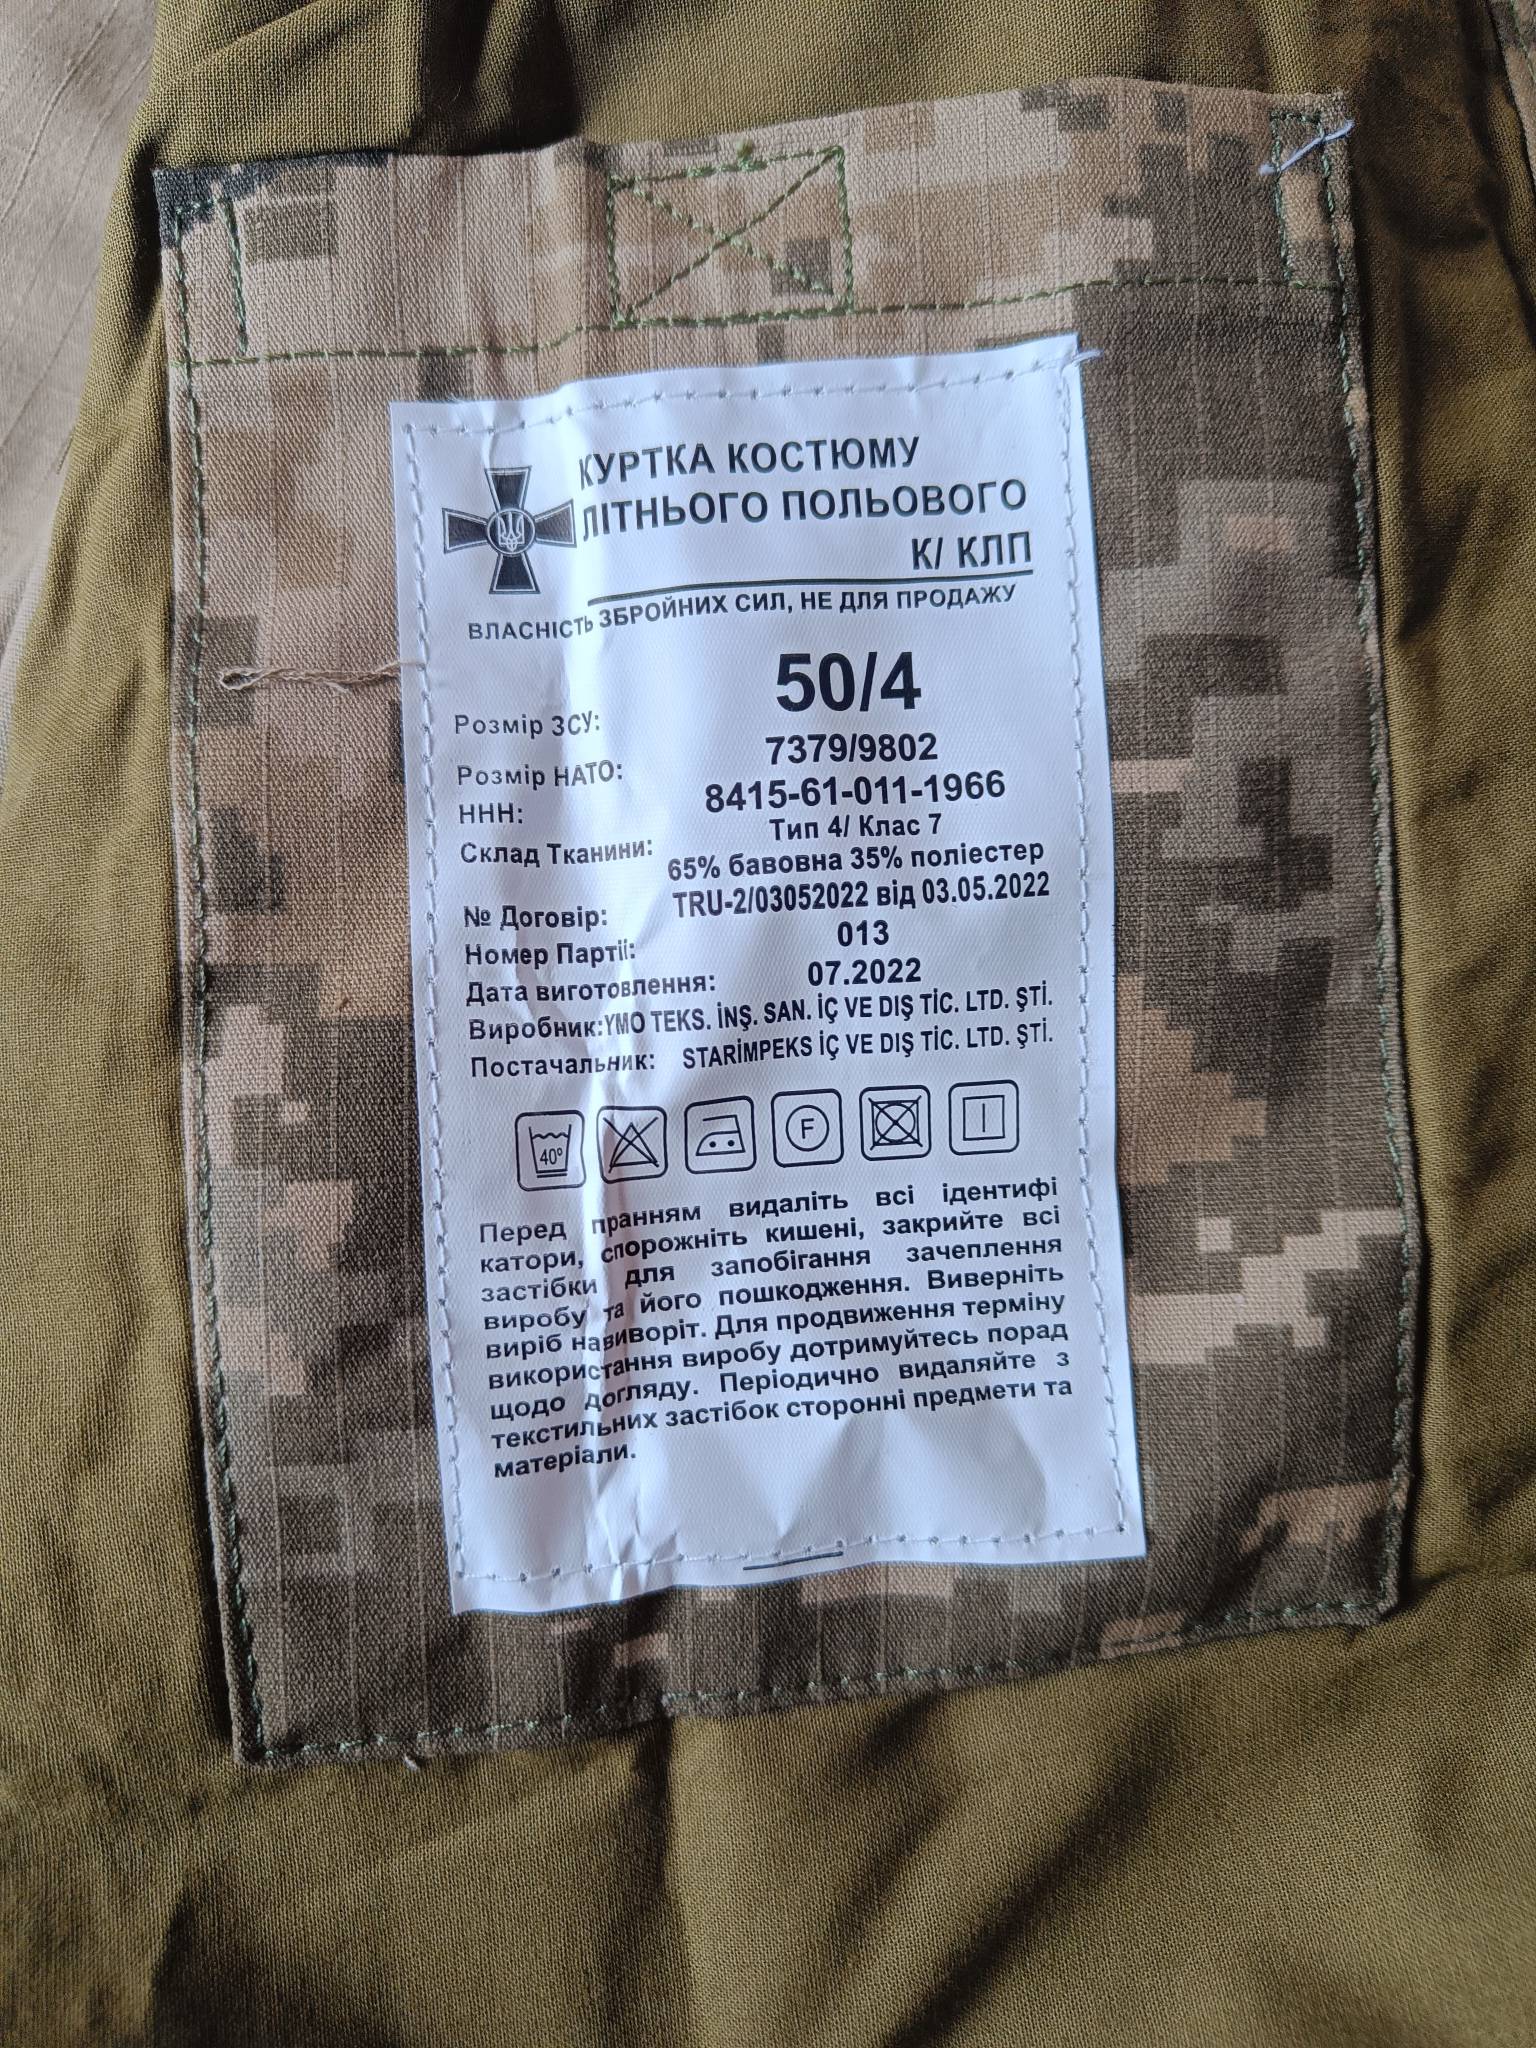 КУРТКА КОСТЮМУ
ЛІТНЬОГО ПОЛЬОВОГО
К/ КЛП
ВЛАСНІСТЬ ЗБРОЙНИХ СИЛ, НЕ ДЛЯ ПРОДАЖУ
Розмір ЗСУ: 50/4
Розмір НАТО: 7379/9802
ННН: 8415-61-011-1966
Склад Тканини: Тип 4/ Клас 7
65% бавовна 35% поліестер
№ Договір: TRU-2/03052022 від 03.05.2022
Номер Партії: 013
Дата виготовлення: 07.2022
Виробник:YMO TEKS. İNŞ. SAN. İÇ VE DIŞ TİC. LTD. ŞTİ.
Постачальник: STARİMPEKS İÇ VE DIŞ TİC. LTD. ŞTİ.
40° F
Перед пранням видаліть всі ідентифі
катори, спорожніть кишені, закрийте всі
застібки для запобігання зачеплення
виробу та його пошкодження. Виверніть
виріб навиворіт. Для продвиження терміну
використання виробу дотримуйтесь порад
щодо догляду. Періодично видаляйте з
текстильних застібок сторонні предмети та
матеріали.